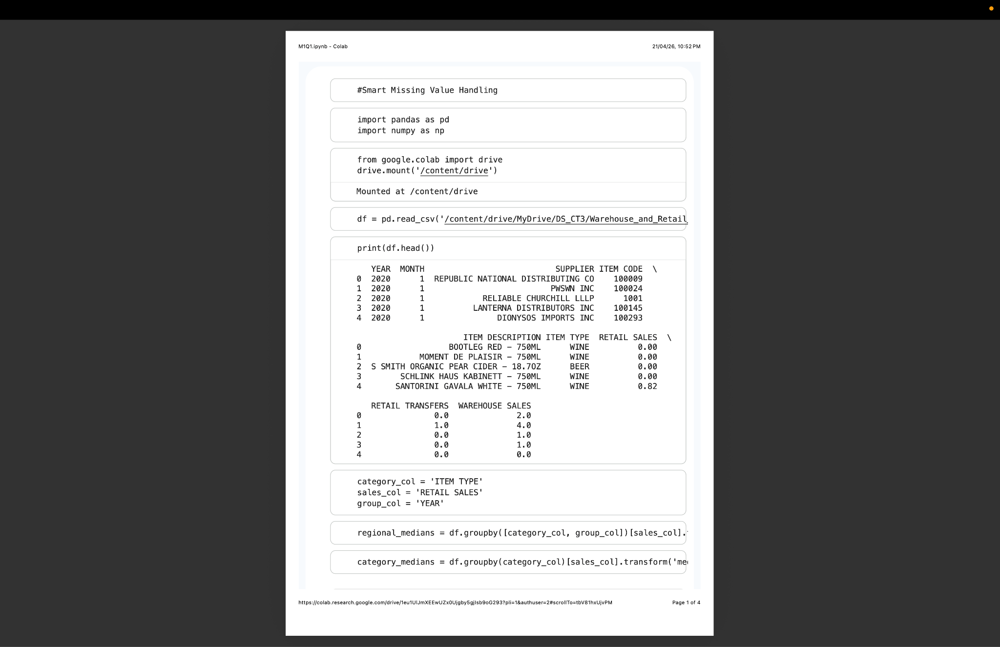 M1Q1.ipynb - Colab
21/04/26, 10:52 PM
#Smart Missing Value Handling
import pandas as pd
import numpy as np
from google.colab import drive
drive.mount('/content/drive')
Mounted at /content/drive
df = pd.read_csv('/content/drive/MyDrive/DS_CT3/Warehouse_and_Retail_
print(df.head())
   YEAR  MONTH                           SUPPLIER ITEM CODE  \
0  2020      1  REPUBLIC NATIONAL DISTRIBUTING CO    100009
1  2020      1                          PWSWN INC    100024
2  2020      1            RELIABLE CHURCHILL LLLP      1001
3  2020      1          LANTERNA DISTRIBUTORS INC    100145
4  2020      1               DIONYSOS IMPORTS INC    100293
                      ITEM DESCRIPTION ITEM TYPE  RETAIL SALES  \
0                  BOOTLEG RED – 750ML      WINE          0.00
1            MOMENT DE PLAISIR – 750ML      WINE          0.00
2  S SMITH ORGANIC PEAR CIDER – 18.7OZ      BEER          0.00
3        SCHLINK HAUS KABINETT – 750ML      WINE          0.00
4       SANTORINI GAVALA WHITE – 750ML      WINE          0.82
   RETAIL TRANSFERS  WAREHOUSE SALES
0               0.0              2.0
1               1.0              4.0
2               0.0              1.0
3               0.0              1.0
4               0.0              0.0
category_col = 'ITEM TYPE'
sales_col = 'RETAIL SALES'
group_col = 'YEAR'
regional_medians = df.groupby([category_col, group_col])[sales_col].
category_medians = df.groupby(category_col)[sales_col].transform('me
https://colab.research.google.com/drive/1eu1UlJmXEEwUZx0Ujgby5gjlsb9oG293?pli=1&authuser=2#scrollTo=tbV81hxUjvPM
Page 1 of 4